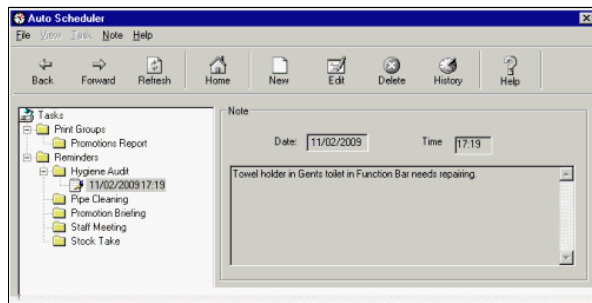 Auto Scheduler
File View Task Note Help
Back Forward Refresh Home New Edit Delete History Help
Tasks
Print Groups
Promotions Report
Reminders
Hygiene Audit
11/02/2009 17:19
Pipe Cleaning
Promotion Briefing
Staff Meeting
Stock Take
Note
Date: 11/02/2009 Time 17:19
Towel holder in Gents toilet in Function Bar needs repairing.